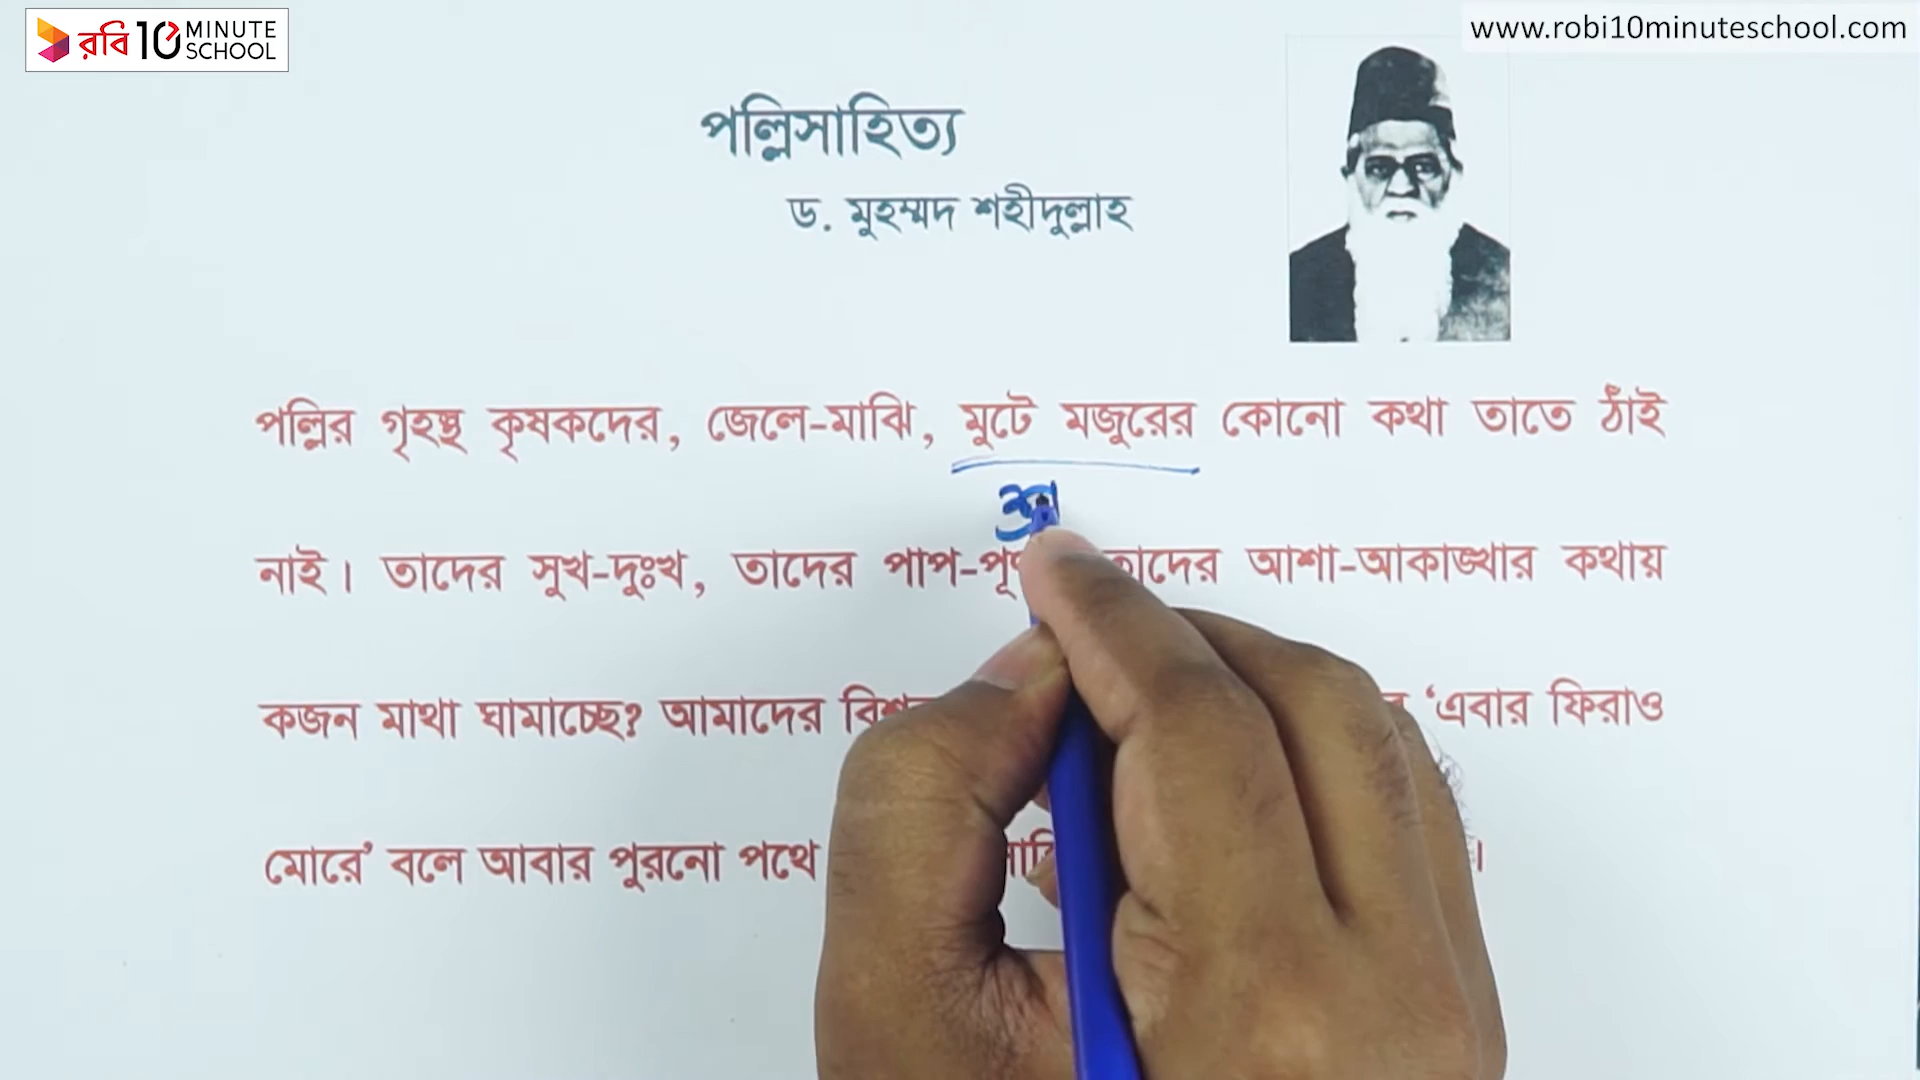 রবি 10 MINUTE SCHOOL
www.robi10minuteschool.com
পল্লিসাহিত্য
ড. মুহম্মদ শহীদুল্লাহ
পল্লির গৃহস্থ কৃষকদের, জেলে-মাঝি, মুটে মজুরের কোনো কথা তাতে ঠাঁই
শ্র
নাই। তাদের সুখ-দুঃখ, তাদের পাপ-পূ তাদের আশা-আকাঙ্খার কথায়
কজন মাথা ঘামাচ্ছে? আমাদের ‘এবার ফিরাও
মোরে’ বলে আবার পুরনো পথে